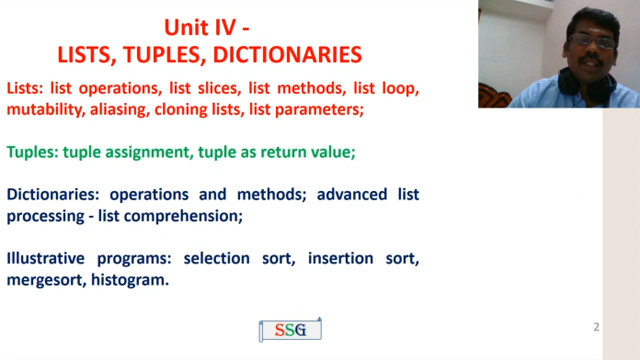 Unit IV -
LISTS, TUPLES, DICTIONARIES
Lists: list operations, list slices, list methods, list loop,
mutability, aliasing, cloning lists, list parameters;
Tuples: tuple assignment, tuple as return value;
Dictionaries: operations and methods; advanced list
processing - list comprehension;
Illustrative programs: selection sort, insertion sort,
mergesort, histogram.
SSG
2